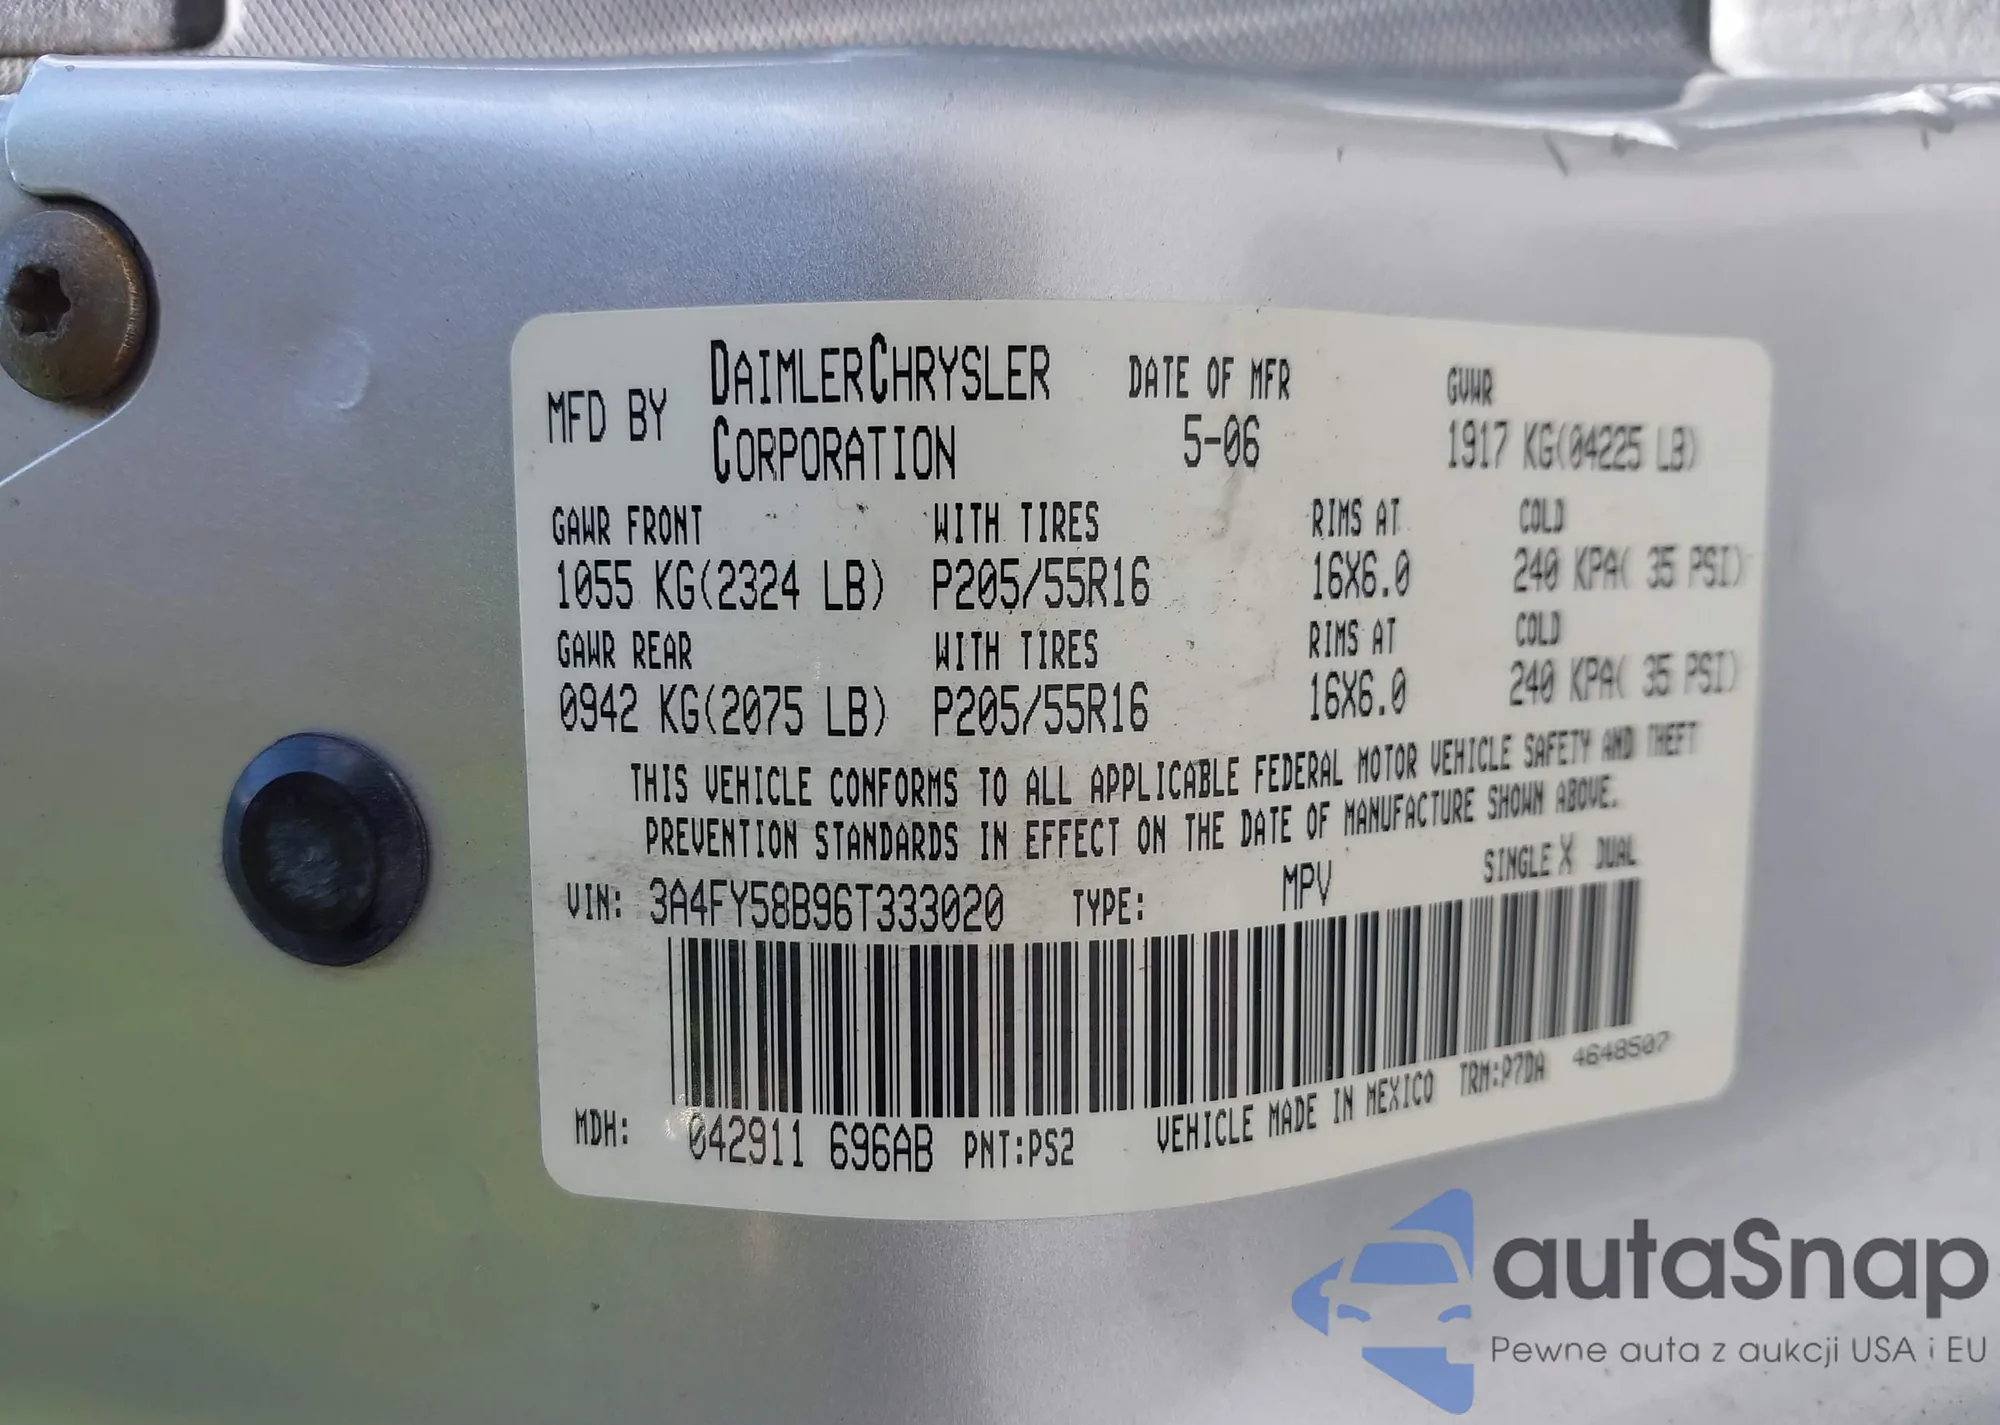 MFD BY DAIMLERCHRYSLER CORPORATION
DATE OF MFR
5-06
GVWR
1917 KG(04225 LB)
GAWR FRONT WITH TIRES RIMS AT COLD
1055 KG(2324 LB) P205/55R16 16X6.0 240 KPA( 35 PSI)
GAWR REAR WITH TIRES RIMS AT COLD
0942 KG(2075 LB) P205/55R16 16X6.0 240 KPA( 35 PSI)
THIS VEHICLE CONFORMS TO ALL APPLICABLE FEDERAL MOTOR VEHICLE SAFETY AND THEFT
PREVENTION STANDARDS IN EFFECT ON THE DATE OF MANUFACTURE SHOWN ABOVE.
VIN: 3A4FY58B96T333020 TYPE: MPV SINGLE X DUAL
MDH: 042911 696AB PNT:PS2 VEHICLE MADE IN MEXICO TRM:P7DA 4648507
autaSnap
Pewne auta z aukcji USA i EU